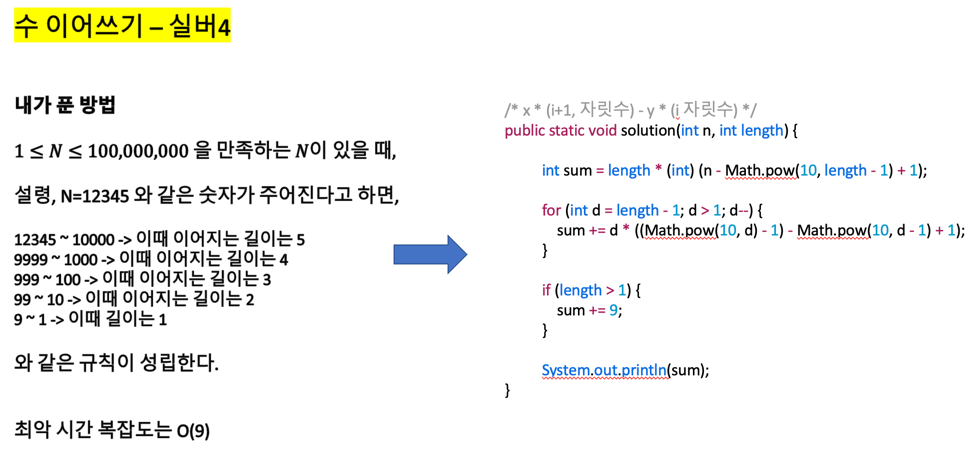 수 이어쓰기 – 실버4
내가 푼 방법
1 ≤ N ≤ 100,000,000 을 만족하는 N이 있을 때,
설령, N=12345 와 같은 숫자가 주어진다고 하면,
12345 ~ 10000 -> 이때 이어지는 길이는 5
9999 ~ 1000 -> 이때 이어지는 길이는 4
999 ~ 100 -> 이때 이어지는 길이는 3
99 ~ 10 -> 이때 이어지는 길이는 2
9 ~ 1 -> 이때 길이는 1
와 같은 규칙이 성립한다.
최악 시간 복잡도는 O(9)
/* x * (i+1, 자릿수) - y * (i 자릿수) */
public static void solution(int n, int length) {
int sum = length * (int) (n - Math.pow(10, length - 1) + 1);
for (int d = length - 1; d > 1; d--) {
sum += d * ((Math.pow(10, d) - 1) - Math.pow(10, d - 1) + 1);
}
if (length > 1) {
sum += 9;
}
System.out.println(sum);
}